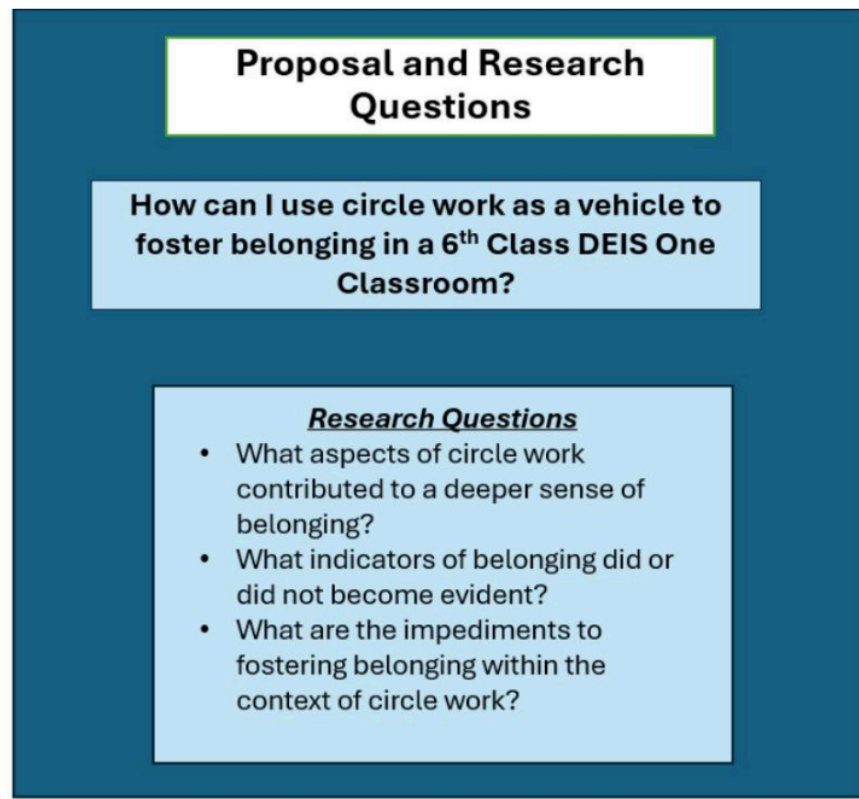 Proposal and Research
Questions
How can I use circle work as a vehicle to
foster belonging in a 6th Class DEIS One
Classroom?
Research Questions
• What aspects of circle work
contributed to a deeper sense of
belonging?
• What indicators of belonging did or
did not become evident?
• What are the impediments to
fostering belonging within the
context of circle work?